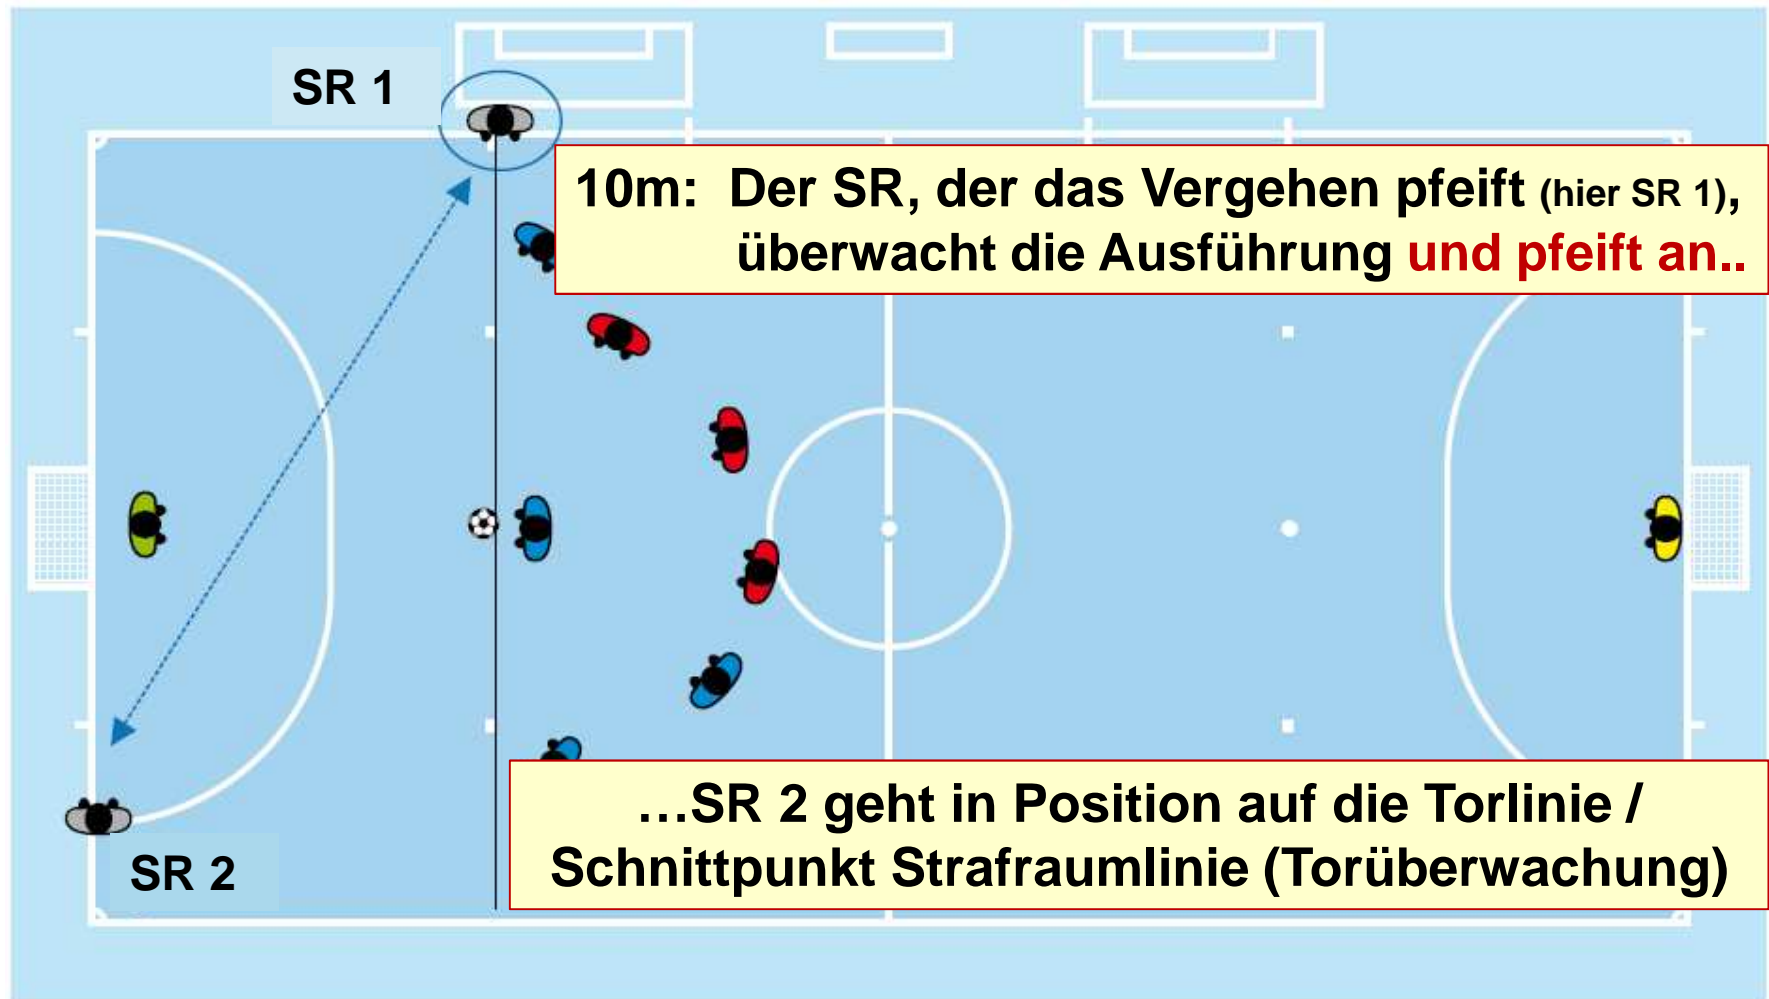 SR 1
10m: Der SR, der das Vergehen pfeift (hier SR 1),
überwacht die Ausführung und pfeift an..
…SR 2 geht in Position auf die Torlinie /
Schnittpunkt Strafraumlinie (Torüberwachung)
SR 2